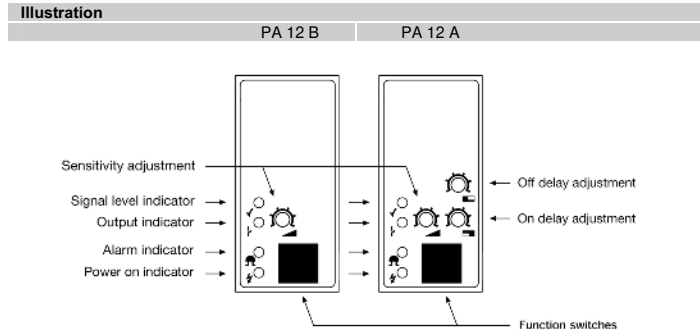 Illustration
PA 12 B PA 12 A
Sensitivity adjustment
Off delay adjustment
Signal level indicator
On delay adjustment
Output indicator
Alarm indicator
Power on indicator
Function switches